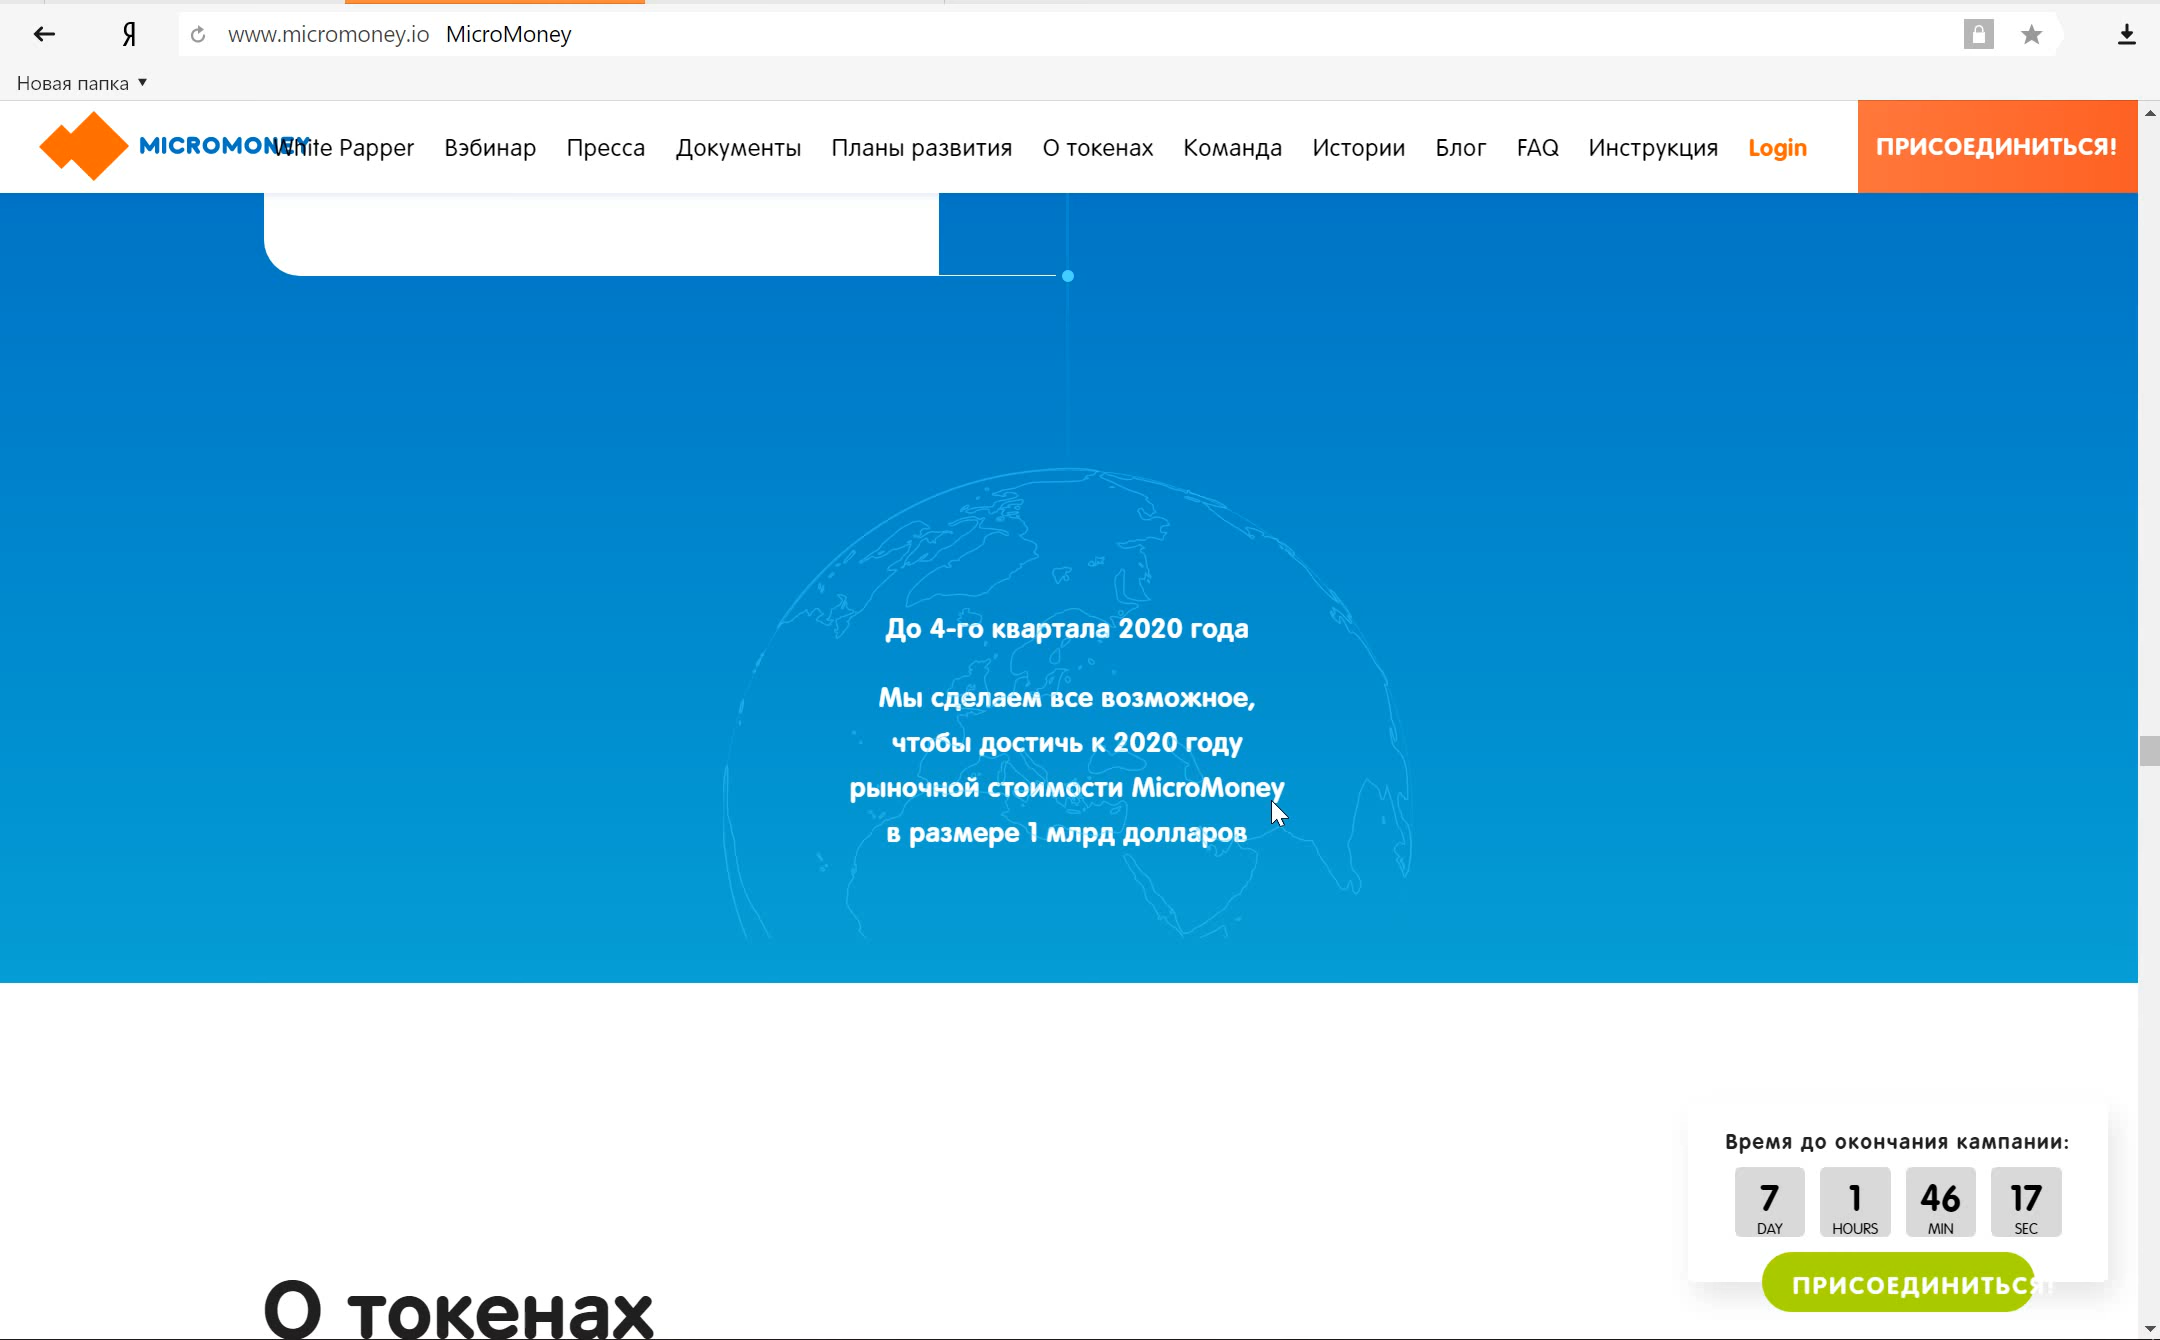 Я www.micromoney.io MicroMoney
Новая папка
MICROMONEY White Papper Вэбинар Пресса Документы Планы развития О токенах Команда Истории Блог FAQ Инструкция Login ПРИСОЕДИНИТЬСЯ!
До 4-го квартала 2020 года
Мы сделаем все возможное,
чтобы достичь к 2020 году
рыночной стоимости MicroMoney
в размере 1 млрд долларов
Время до окончания кампании:
7 1 46 17
DAY HOURS MIN SEC
ПРИСОЕДИНИТЬСЯ!
О токенах